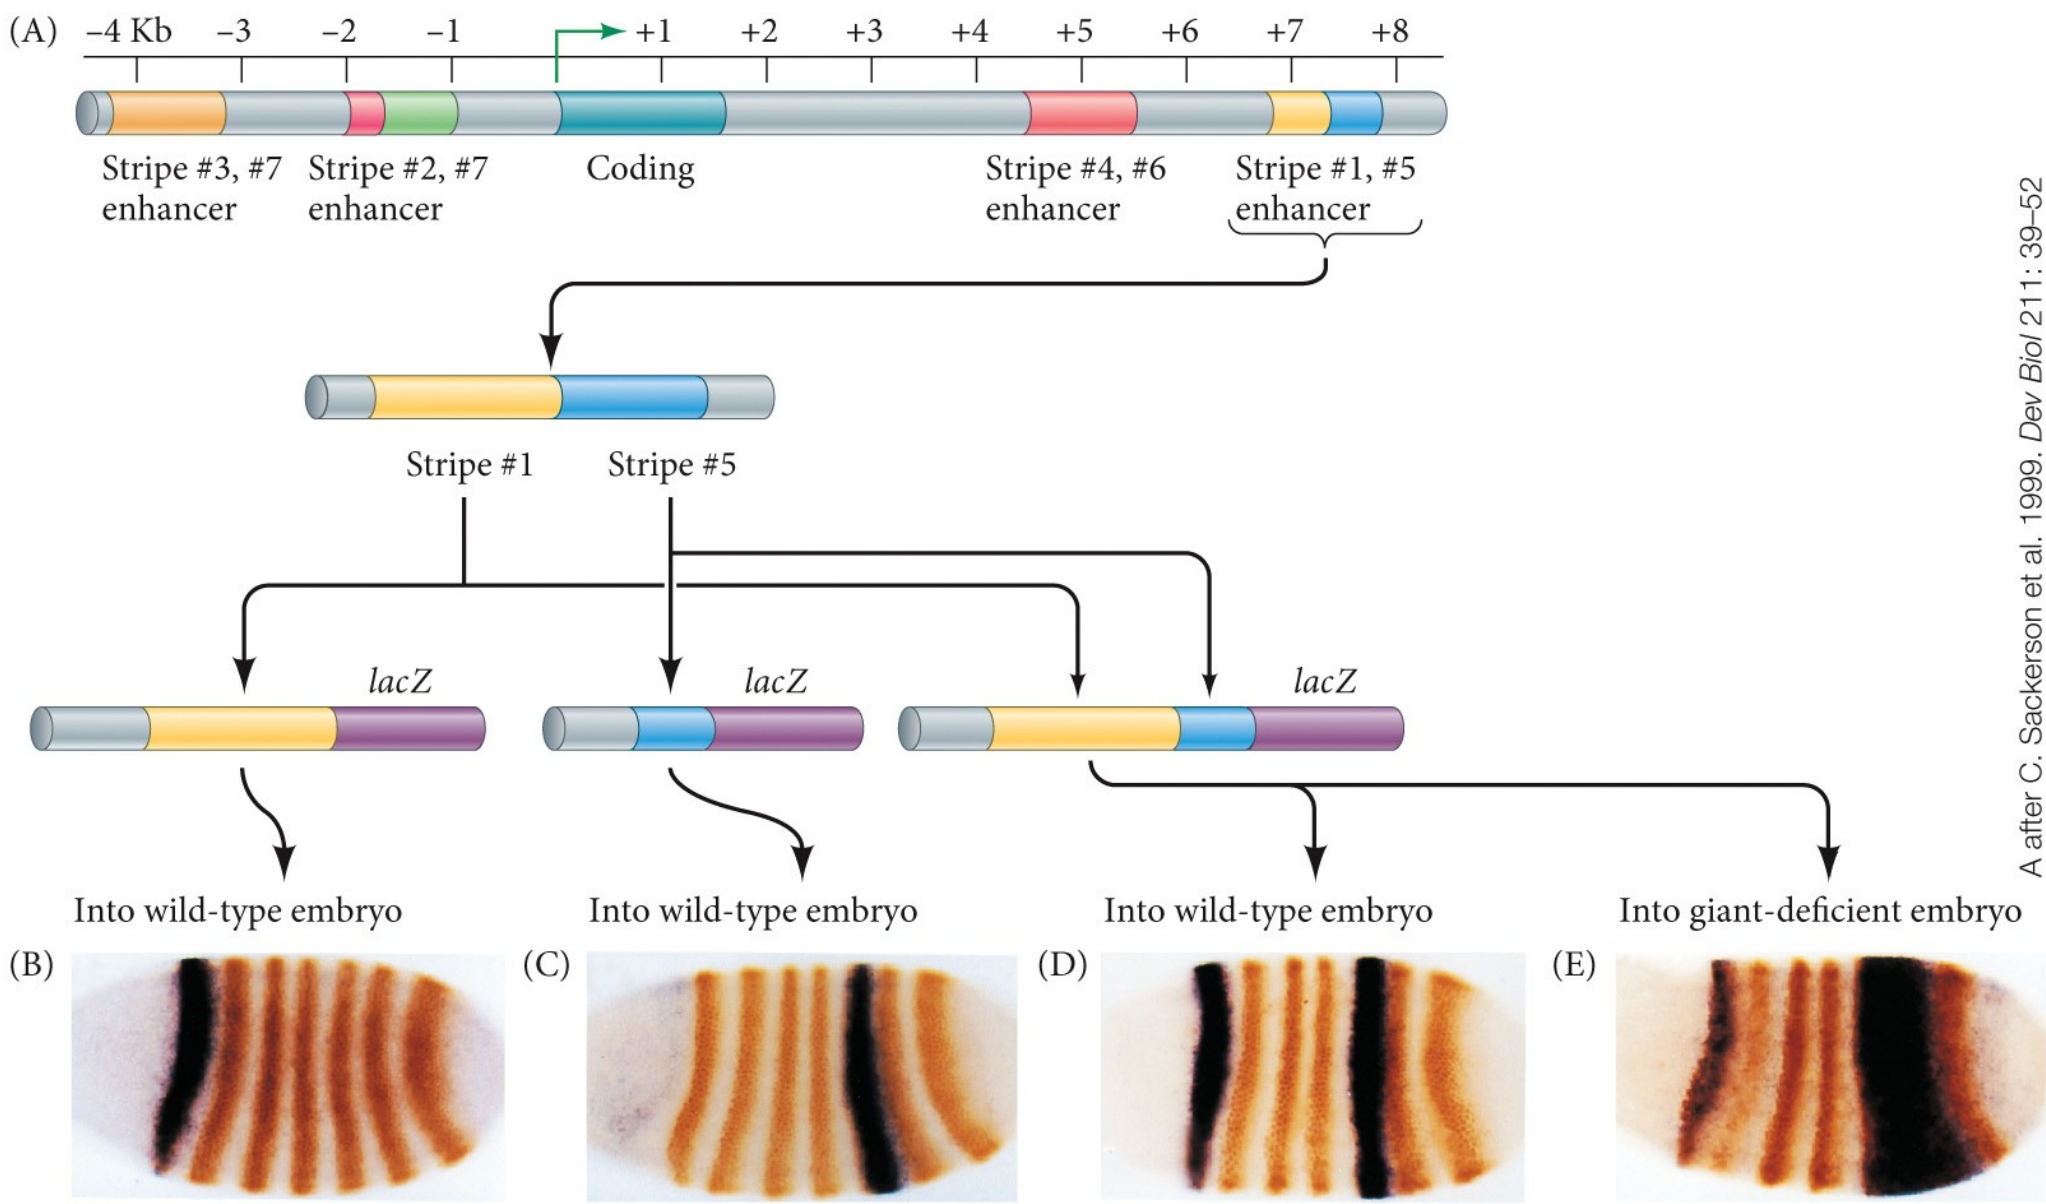 (A) –4 Kb –3 –2 –1 +1 +2 +3 +4 +5 +6 +7 +8
Stripe #3, #7
enhancer
Stripe #2, #7
enhancer
Coding
Stripe #4, #6
enhancer
Stripe #1, #5
enhancer
Stripe #1
Stripe #5
lacZ
lacZ
lacZ
Into wild-type embryo
Into wild-type embryo
Into wild-type embryo
Into giant-deficient embryo
(B)
(C)
(D)
(E)
A after C. Sackerson et al. 1999. Dev Biol 211: 39–52